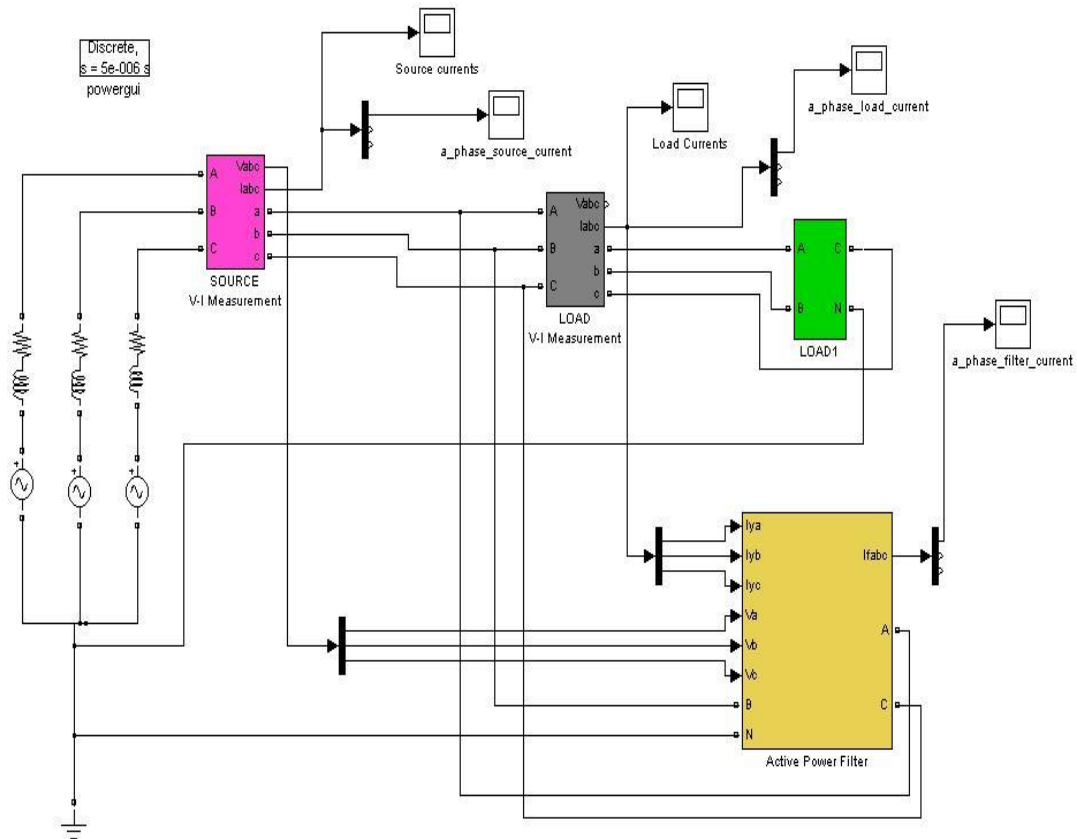 Discrete,
s = 5e-006 s
powergui
Source currents
a_phase_source_current
Load Currents
a_phase_load_current
A
B
C
Vabc
Iabc
a
b
c
SOURCE
V-I Measurement
A
B
C
Vabc
Iabc
a
b
c
LOAD
V-I Measurement
A
B
C
N
LOAD1
a_phase_filter_current
+
+
+
Iya
Iyb
Iyc
Va
Vb
Vc
B
N
Ifabc
A
C
Active Power Filter